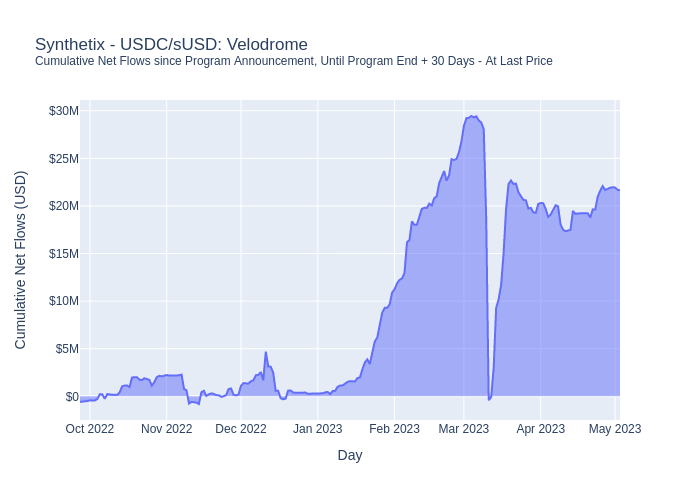 Synthetix - USDC/sUSD: Velodrome
Cumulative Net Flows since Program Announcement, Until Program End + 30 Days - At Last Price
$30M
$25M
$20M
$15M
$10M
$5M
$0
Cumulative Net Flows (USD)
Oct 2022 Nov 2022 Dec 2022 Jan 2023 Feb 2023 Mar 2023 Apr 2023 May 2023
Day